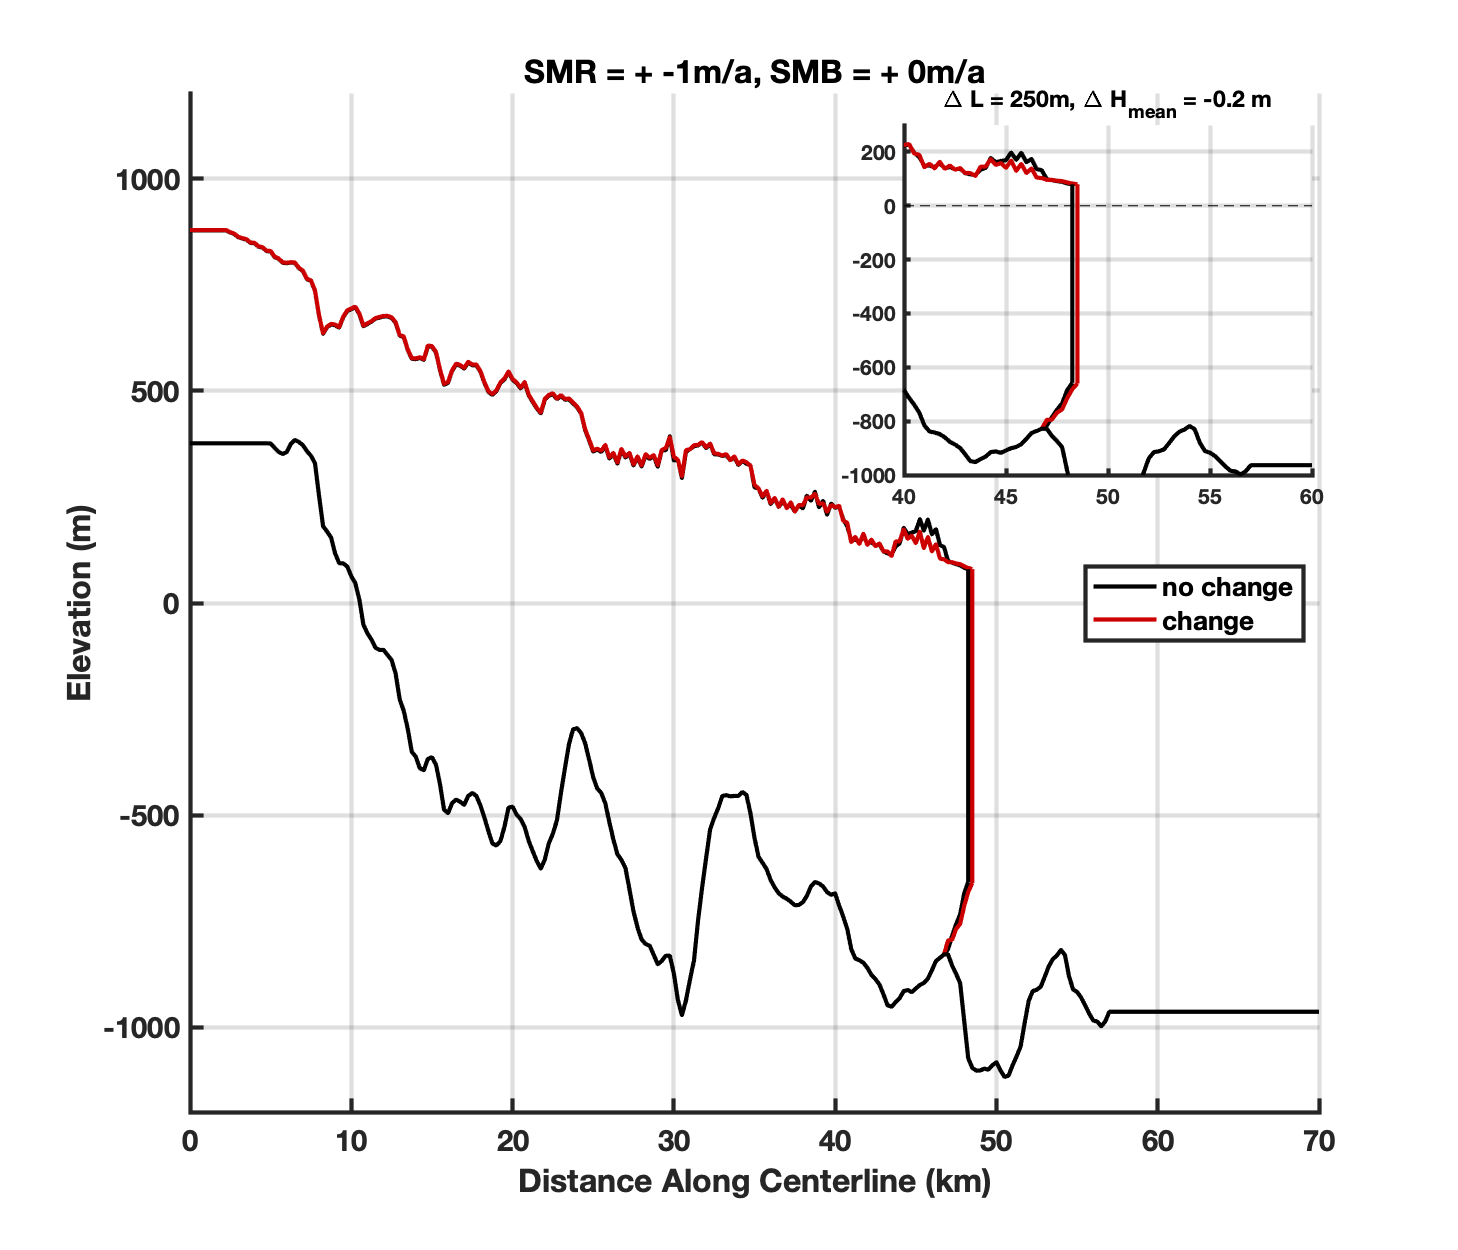 SMR = + -1m/a, SMB = + 0m/a
Δ L = 250m, Δ Hmean = -0.2 m
200
0
-200
-400
-600
-800
-1000
40 45 50 55 60
1000
500
0
-500
-1000
Elevation (m)
no change
change
0 10 20 30 40 50 60 70
Distance Along Centerline (km)